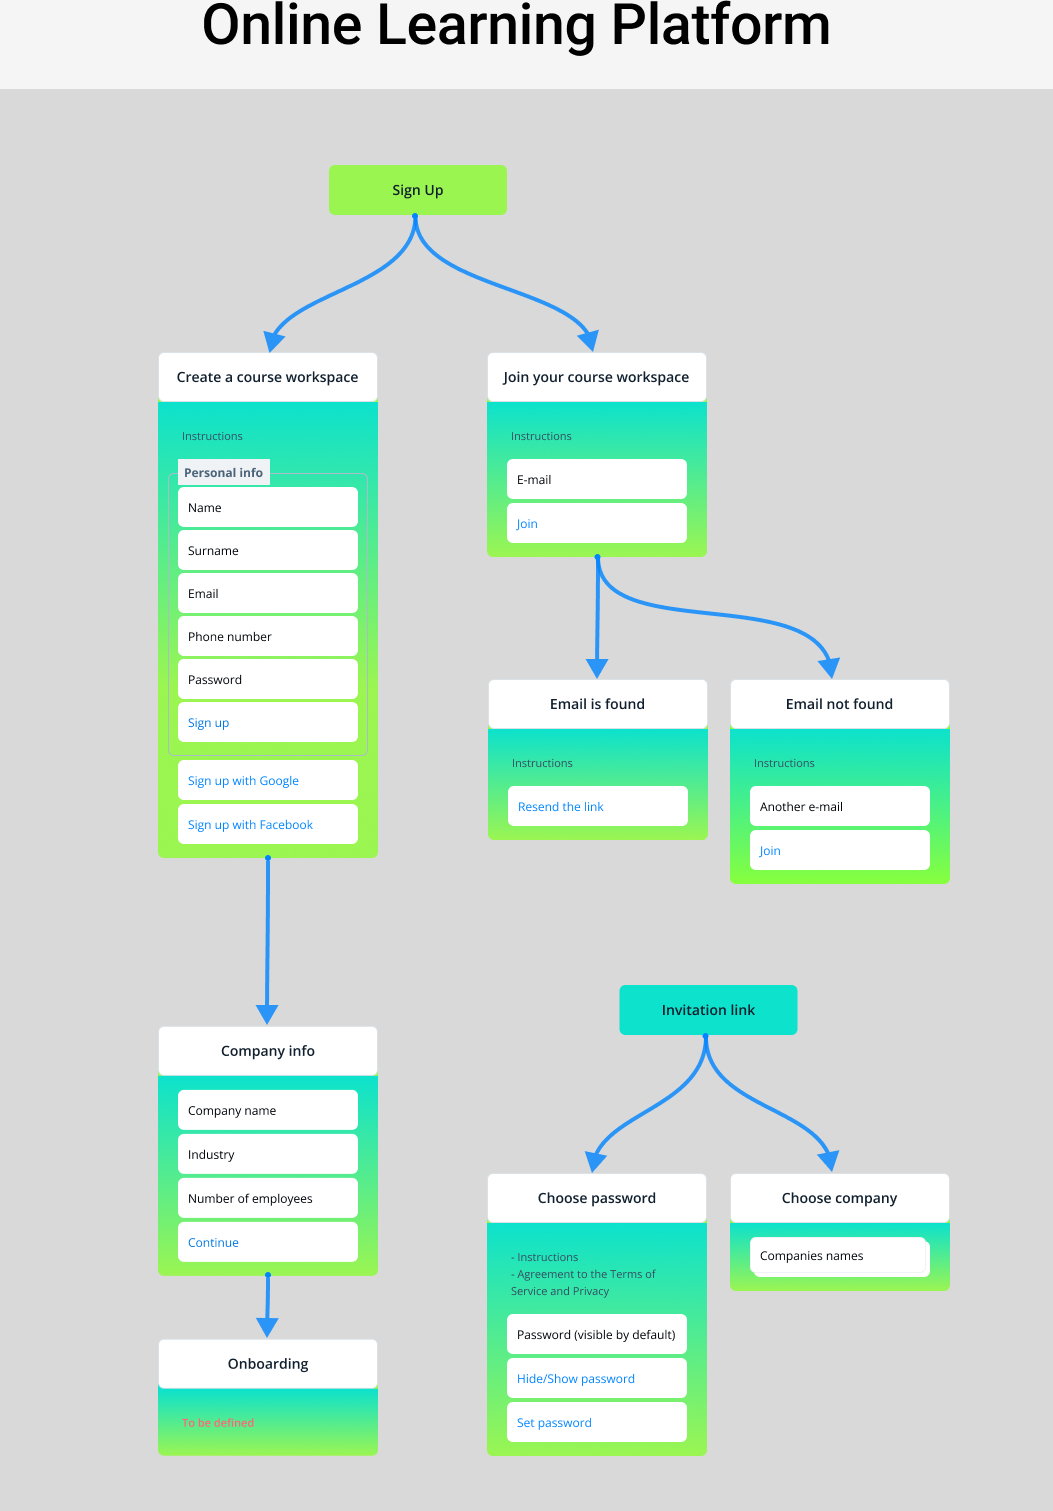 Online Learning Platform
Sign Up
Create a course workspace
Instructions
Personal info
Name
Surname
Email
Phone number
Password
Sign up
Sign up with Google
Sign up with Facebook
Join your course workspace
Instructions
E-mail
Join
Email is found
Instructions
Resend the link
Email not found
Instructions
Another e-mail
Join
Company info
Company name
Industry
Number of employees
Continue
Onboarding
To be defined
Invitation link
Choose password
- Instructions
- Agreement to the Terms of
Service and Privacy
Password (visible by default)
Hide/Show password
Set password
Choose company
Companies names